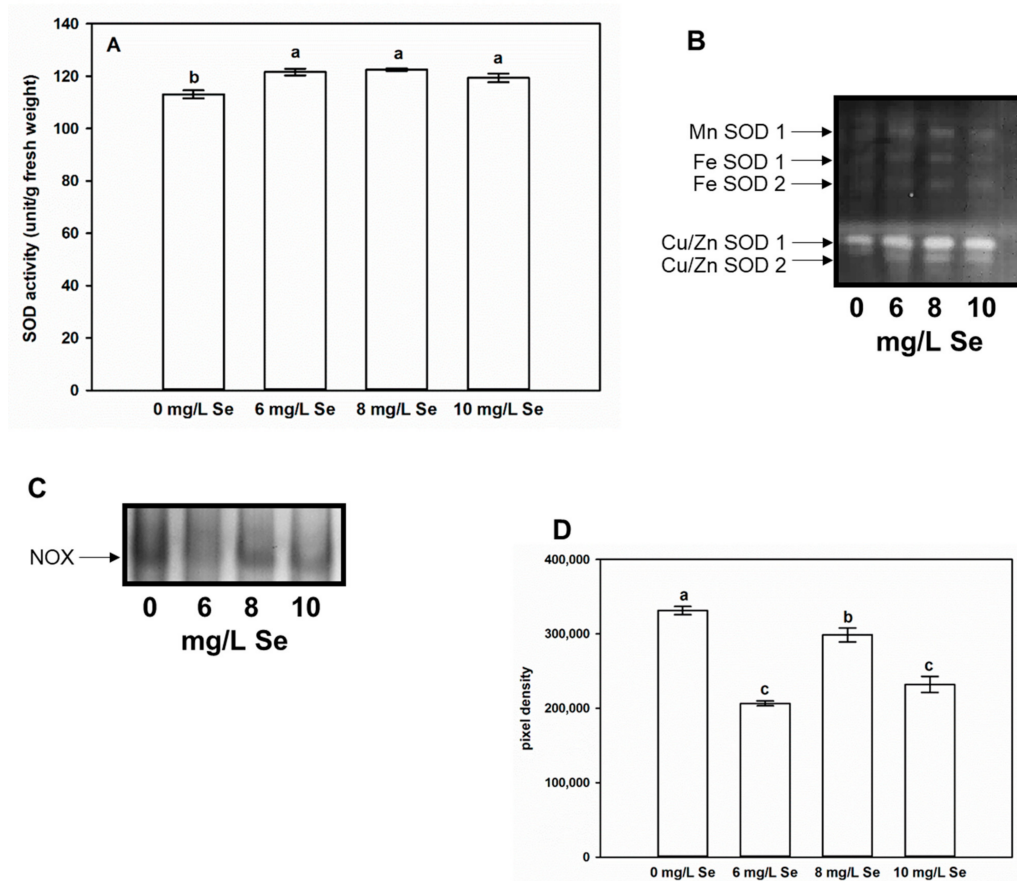 A
SOD activity (unit/g fresh weight)
140
120
100
80
60
40
20
0
b
a
a
a
0 mg/L Se 6 mg/L Se 8 mg/L Se 10 mg/L Se
B
Mn SOD 1
Fe SOD 1
Fe SOD 2
Cu/Zn SOD 1
Cu/Zn SOD 2
0 6 8 10
mg/L Se
C
NOX
0 6 8 10
mg/L Se
D
pixel density
400,000
300,000
200,000
100,000
0
a
c
b
c
0 mg/L Se 6 mg/L Se 8 mg/L Se 10 mg/L Se